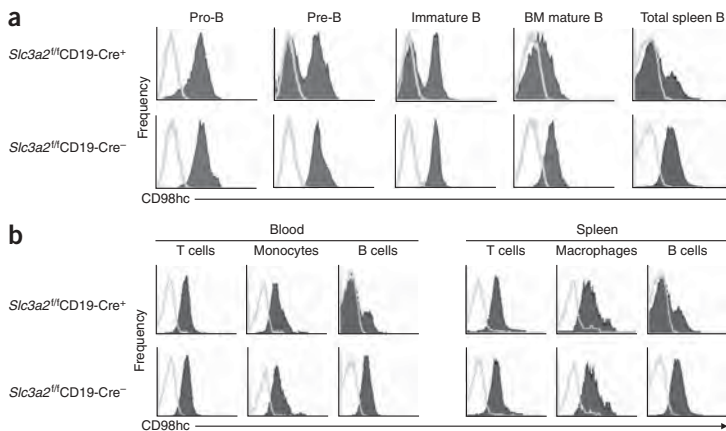 a
Pro-B Pre-B Immature B BM mature B Total spleen B
Slc3a2f/fCD19-Cre+
Slc3a2f/fCD19-Cre−
Frequency
CD98hc
b
Blood Spleen
T cells Monocytes B cells T cells Macrophages B cells
Slc3a2f/fCD19-Cre+
Slc3a2f/fCD19-Cre−
Frequency
CD98hc